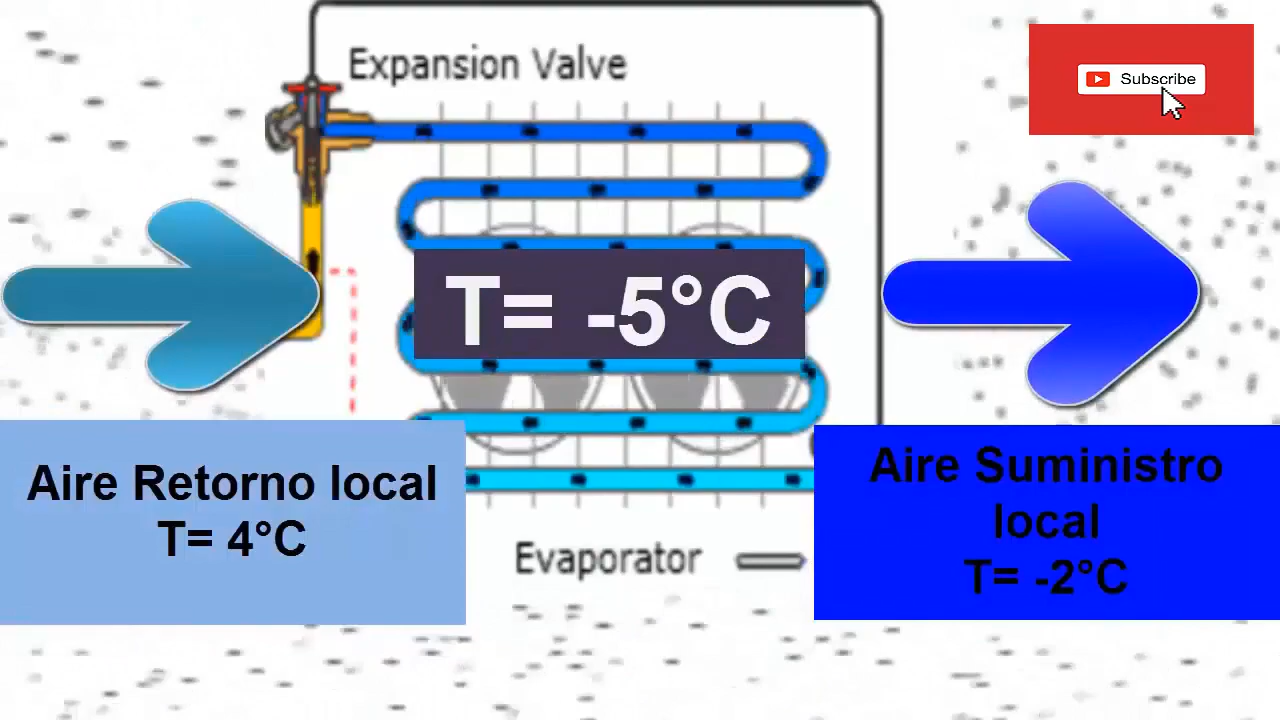 Expansion Valve
Subscribe
T= -5°C
Aire Retorno local
T= 4°C
Aire Suministro
local
T= -2°C
Evaporator